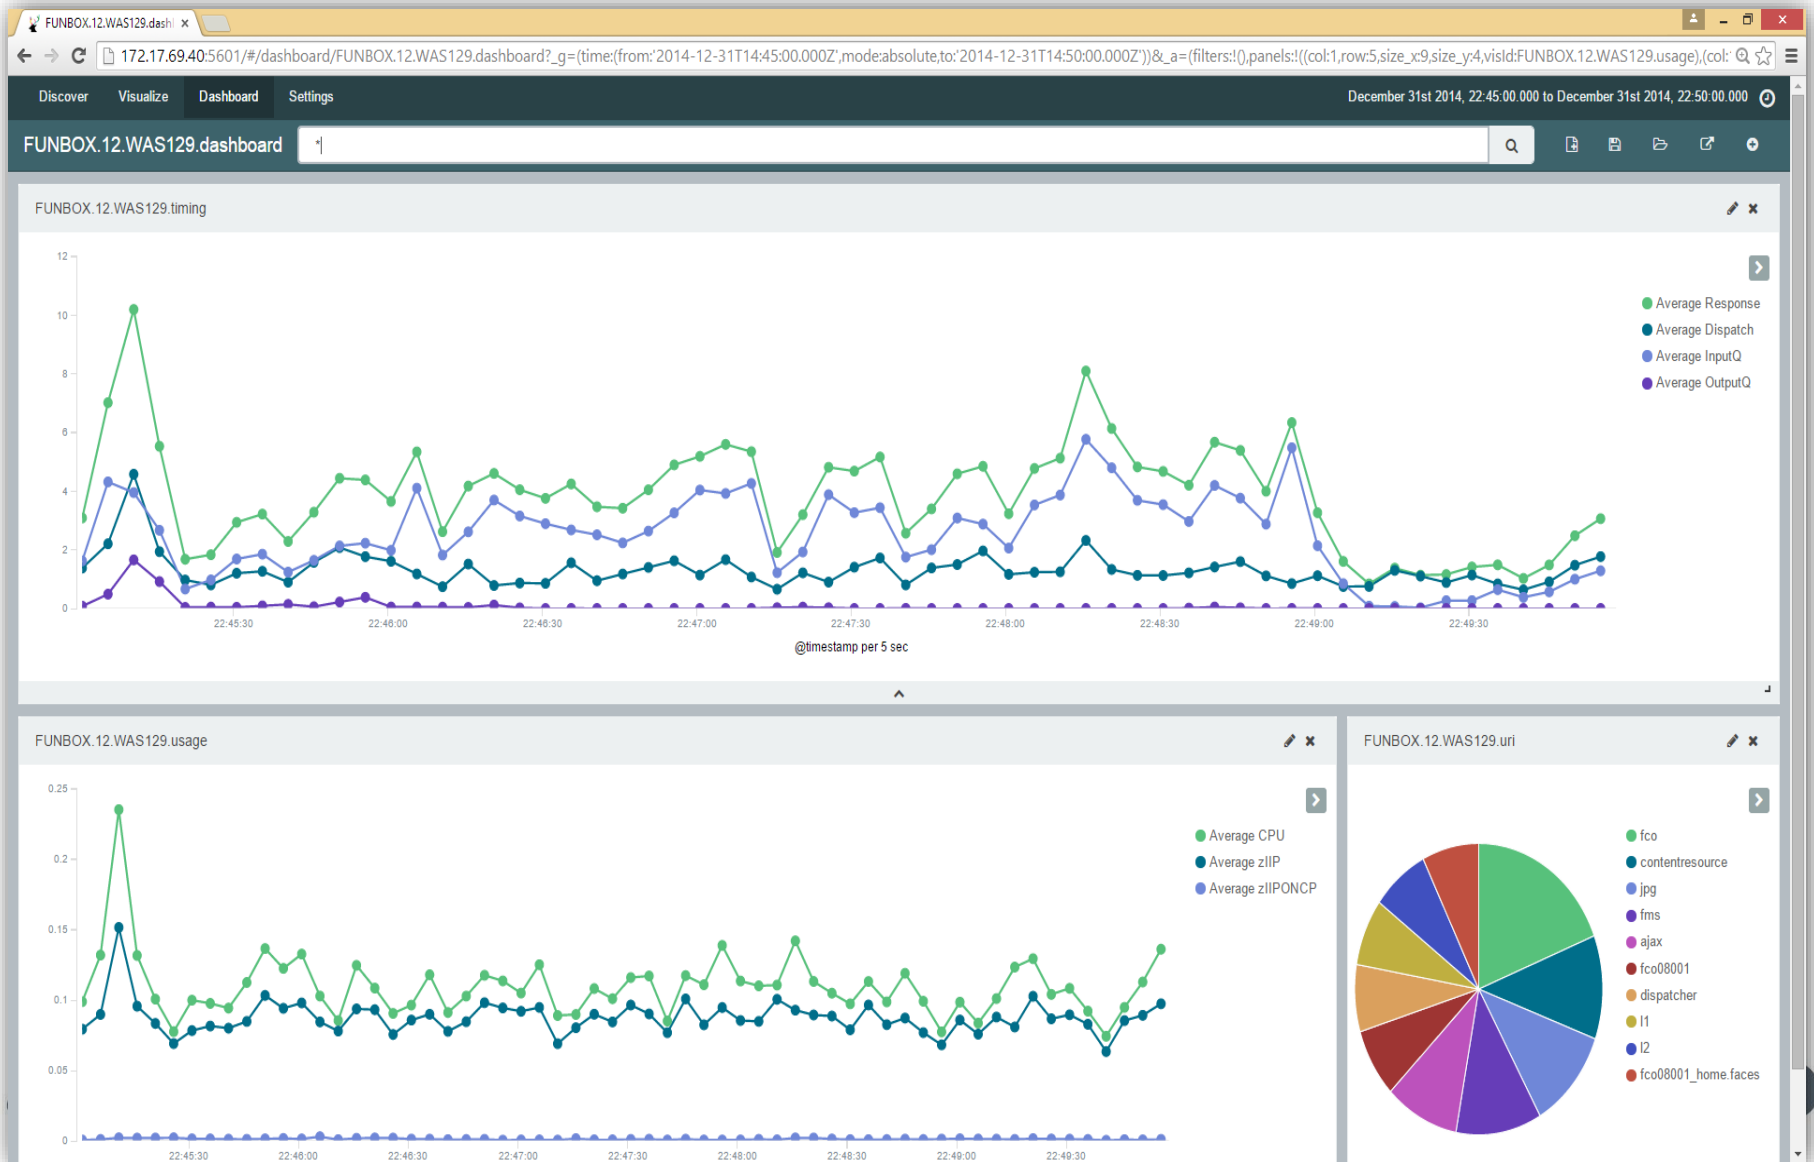 FUNBOX.12.WAS129.dash
172.17.69.40:5601/#/dashboard/FUNBOX.12.WAS129.dashboard?_g=(time:(from:'2014-12-31T14:45:00.000Z',mode:absolute,to:'2014-12-31T14:50:00.000Z'))&_a=(filters:!(),panels:!((col:1,row:5,size_x:9,size_y:4,visId:FUNBOX.12.WAS129.usage),(col:
Discover Visualize Dashboard Settings December 31st 2014, 22:45:00.000 to December 31st 2014, 22:50:00.000
FUNBOX.12.WAS129.dashboard *
FUNBOX.12.WAS129.timing
12
10
8
6
4
2
0
22:45:30 22:46:00 22:46:30 22:47:00 22:47:30 22:48:00 22:48:30 22:49:00 22:49:30
@timestamp per 5 sec
Average Response
Average Dispatch
Average InputQ
Average OutputQ
FUNBOX.12.WAS129.usage
0.25
0.2
0.15
0.1
0.05
0
22:45:30 22:46:00 22:46:30 22:47:00 22:47:30 22:48:00 22:48:30 22:49:00 22:49:30
Average CPU
Average zIIP
Average zIIPONCP
FUNBOX.12.WAS129.uri
fco
contentresource
jpg
fms
ajax
fco08001
dispatcher
l1
l2
fco08001_home.faces